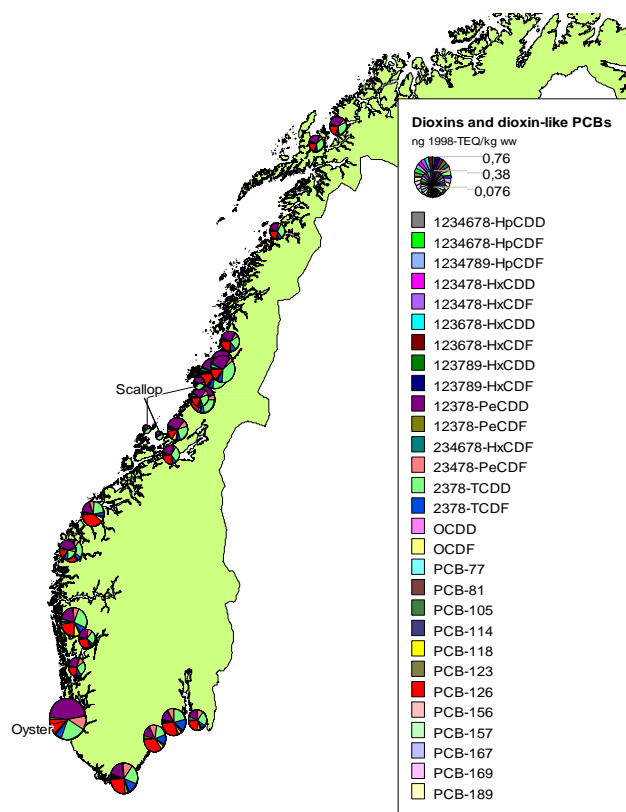 Dioxins and dioxin-like PCBs
ng 1998-TEQ/kg ww
0,76
0,38
0,076
1234678-HpCDD
1234678-HpCDF
1234789-HpCDF
123478-HxCDD
123478-HxCDF
123678-HxCDD
123678-HxCDF
123789-HxCDD
123789-HxCDF
12378-PeCDD
12378-PeCDF
234678-HxCDF
23478-PeCDF
2378-TCDD
2378-TCDF
OCDD
OCDF
PCB-77
PCB-81
PCB-105
PCB-114
PCB-118
PCB-123
PCB-126
PCB-156
PCB-157
PCB-167
PCB-169
PCB-189
Scallop
Oyster